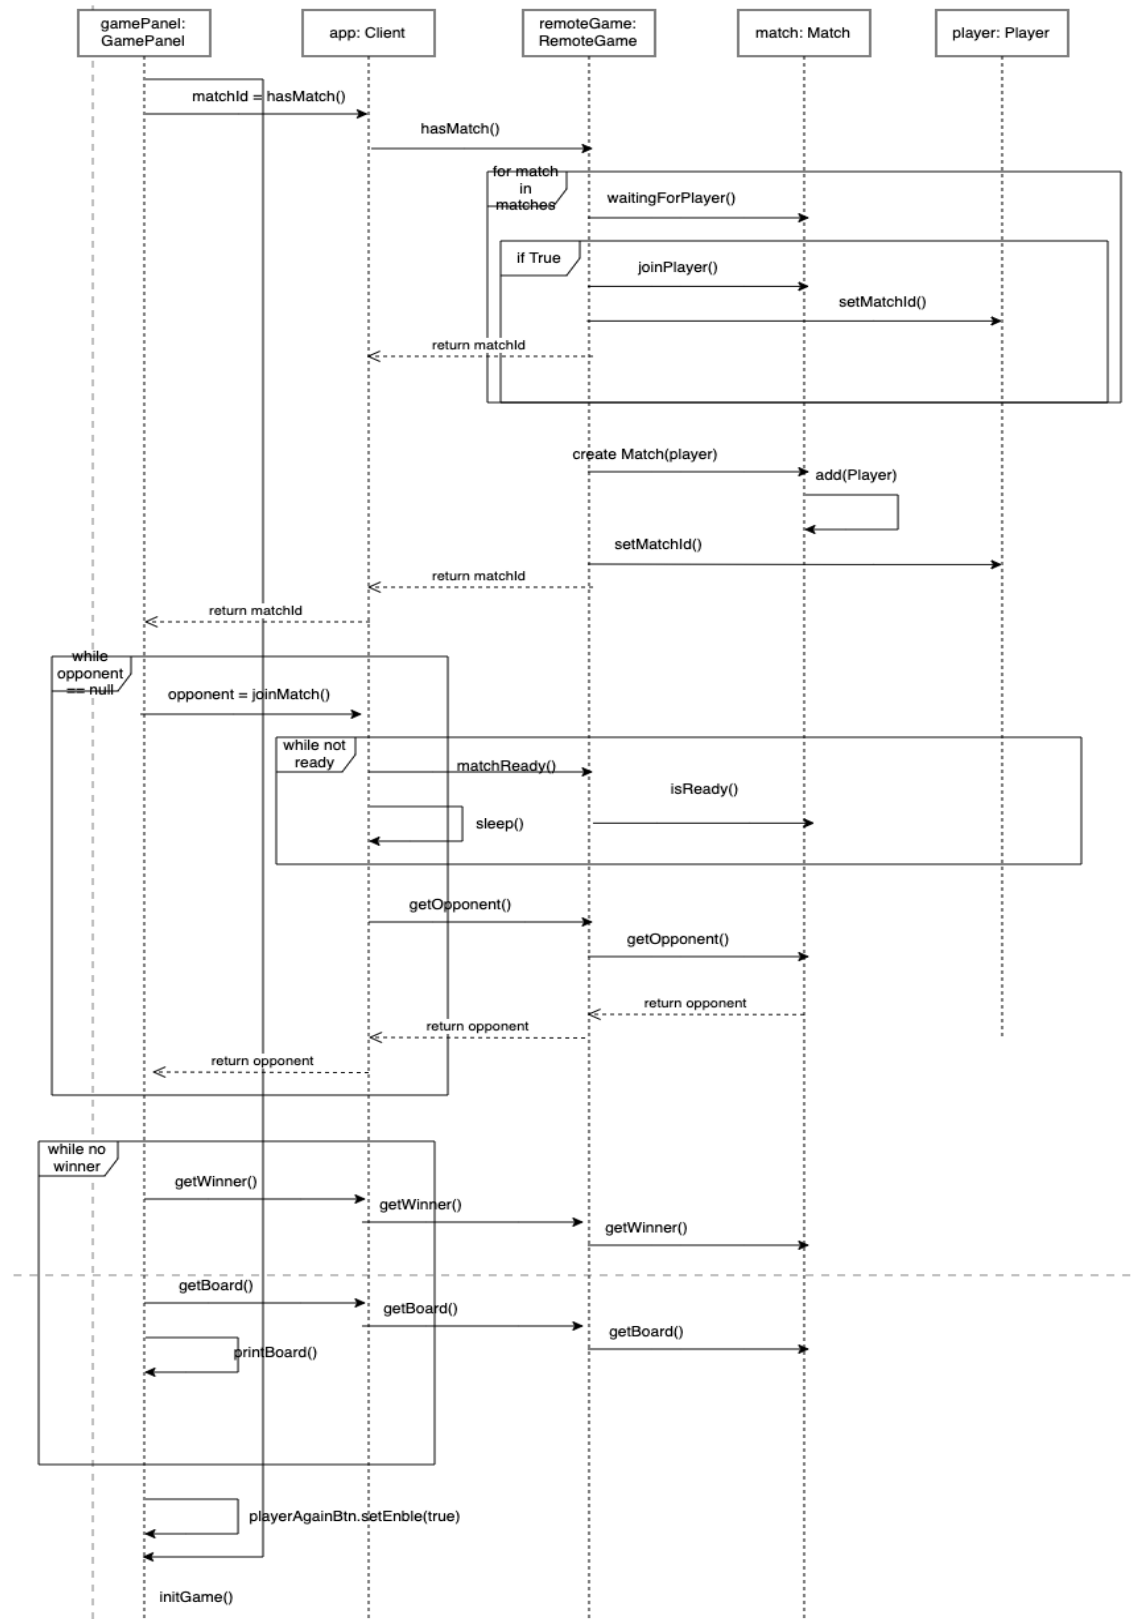 gamePanel:
GamePanel
app: Client
remoteGame:
RemoteGame
match: Match
player: Player
matchId = hasMatch()
hasMatch()
for match
in
matches
waitingForPlayer()
if True
joinPlayer()
setMatchId()
return matchId
create Match(player)
add(Player)
setMatchId()
return matchId
return matchId
while
opponent
== null
opponent = joinMatch()
while not
ready
matchReady()
isReady()
sleep()
getOpponent()
getOpponent()
return opponent
return opponent
return opponent
while no
winner
getWinner()
getWinner()
getWinner()
getBoard()
getBoard()
getBoard()
printBoard()
playerAgainBtn.setEnble(true)
initGame()